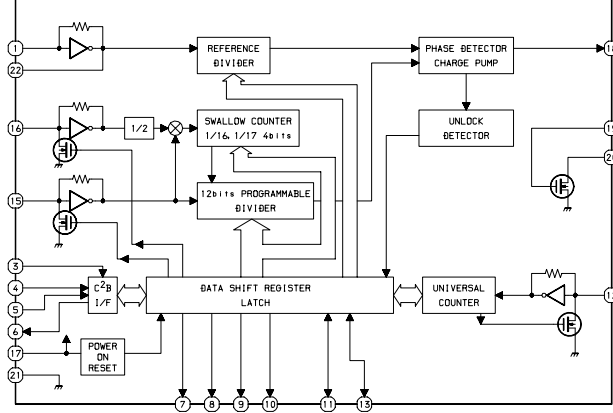 1
22
REFERENCE
DIVIDER
PHASE DETECTOR
CHARGE PUMP
16
1/2
SWALLOW COUNTER
1/16, 1/17 4bits
UNLOCK
DETECTOR
15
12bits PROGRAMMABLE
DIVIDER
3
4
5
6
C²B
I/F
DATA SHIFT REGISTER
LATCH
UNIVERSAL
COUNTER
17
POWER
ON
RESET
21
7
8
9
10
11
13